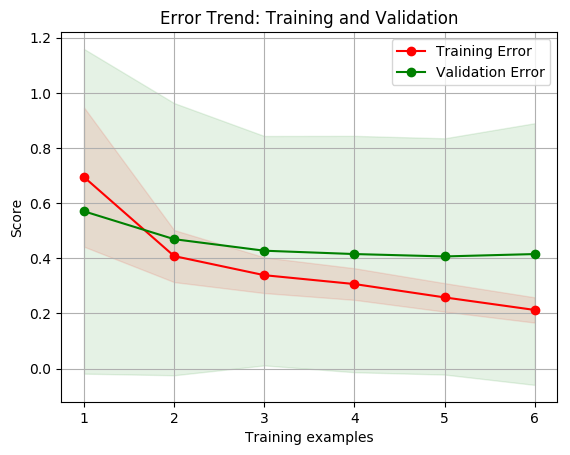 Error Trend: Training and Validation
Training Error
Validation Error
Score
1.2
1.0
0.8
0.6
0.4
0.2
0.0
1 2 3 4 5 6
Training examples